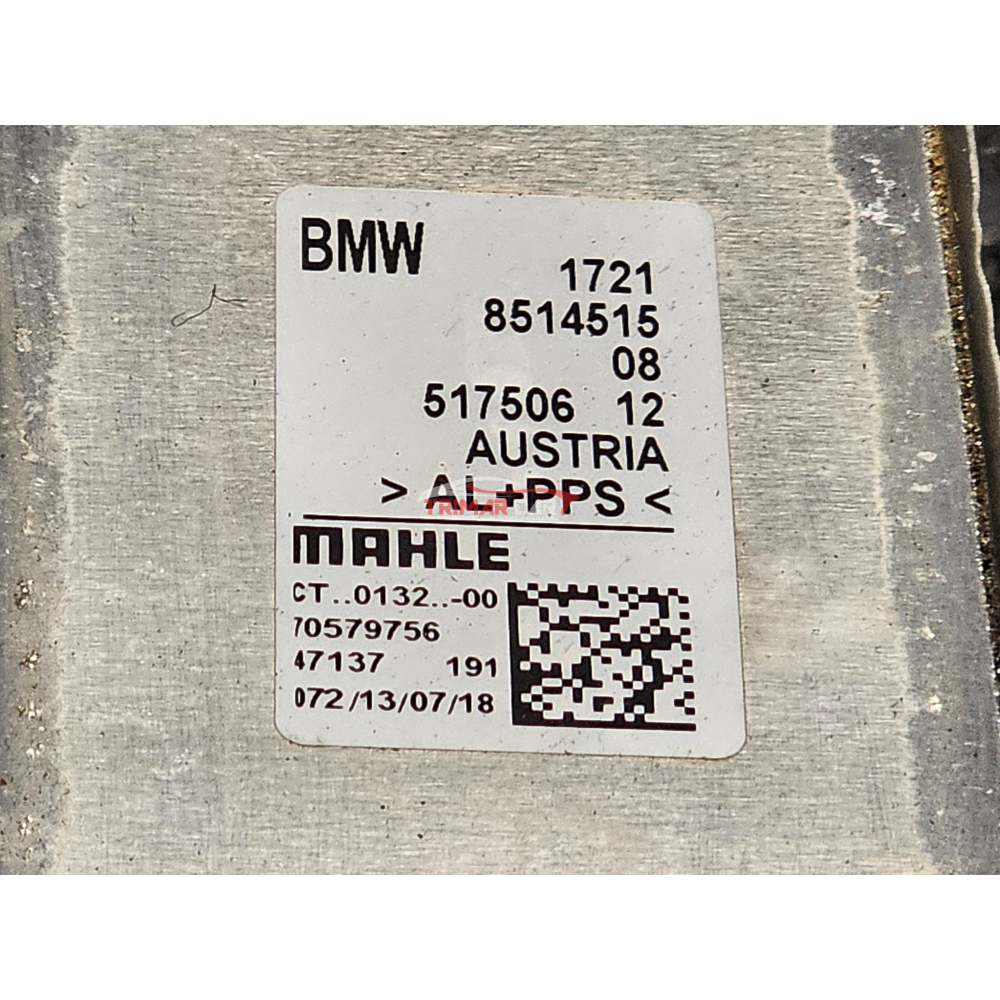 BMW
1721
8514515
08
517506 12
AUSTRIA
> AL+PPS <
MAHLE
CT..0132..-00
70579756
47137 191
072/13/07/18